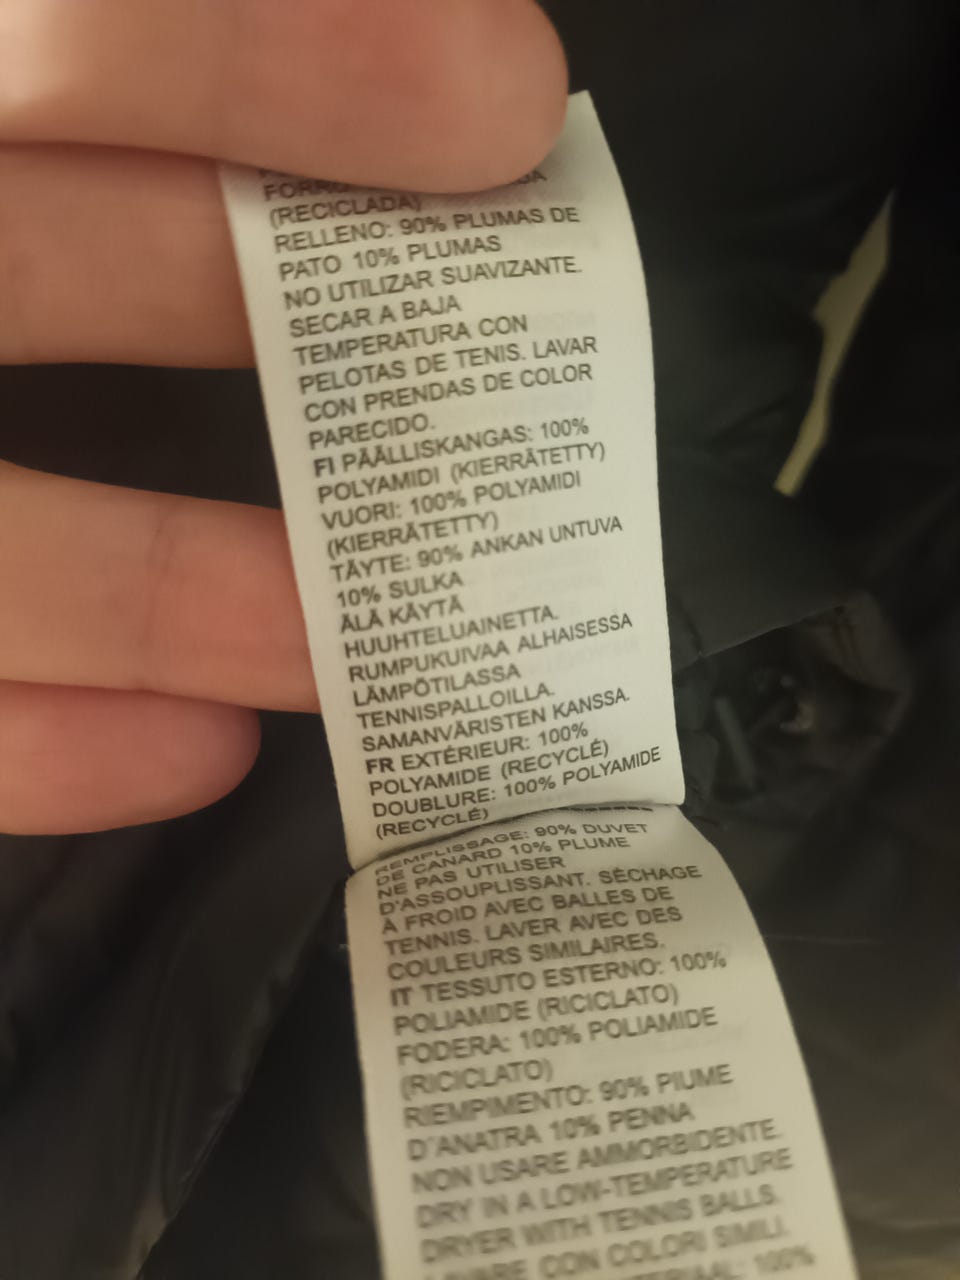 FORRO
(RECICLADA)
RELLENO: 90% PLUMAS DE
PATO 10% PLUMAS
NO UTILIZAR SUAVIZANTE.
SECAR A BAJA
TEMPERATURA CON
PELOTAS DE TENIS. LAVAR
CON PRENDAS DE COLOR
PARECIDO.
FI PÄÄLLISKANGAS: 100%
POLYAMIDI (KIERRÄTETTY)
VUORI: 100% POLYAMIDI
(KIERRÄTETTY)
TÄYTE: 90% ANKAN UNTUVA
10% SULKA
ÄLÄ KÄYTÄ
HUUHTELUAINETTA.
RUMPUKUIVAA ALHAISESSA
LÄMPÖTILASSA
TENNISPALLOILLA.
SAMANVÄRISTEN KANSSA.
FR EXTÉRIEUR: 100%
POLYAMIDE (RECYCLÉ)
DOUBLURE: 100% POLYAMIDE
(RECYCLÉ)
REMPLISSAGE: 90% DUVET
DE CANARD 10% PLUME
NE PAS UTILISER
D'ASSOUPLISSANT. SÉCHAGE
À FROID AVEC BALLES DE
TENNIS. LAVER AVEC DES
COULEURS SIMILAIRES.
IT TESSUTO ESTERNO: 100%
POLIAMIDE (RICICLATO)
FODERA: 100% POLIAMIDE
(RICICLATO)
RIEMPIMENTO: 90% PIUME
D'ANATRA 10% PENNA
NON USARE AMMORBIDENTE.
DRY IN A LOW-TEMPERATURE
DRYER WITH TENNIS BALLS.
LAVARE CON COLORI SIMILI.
100%